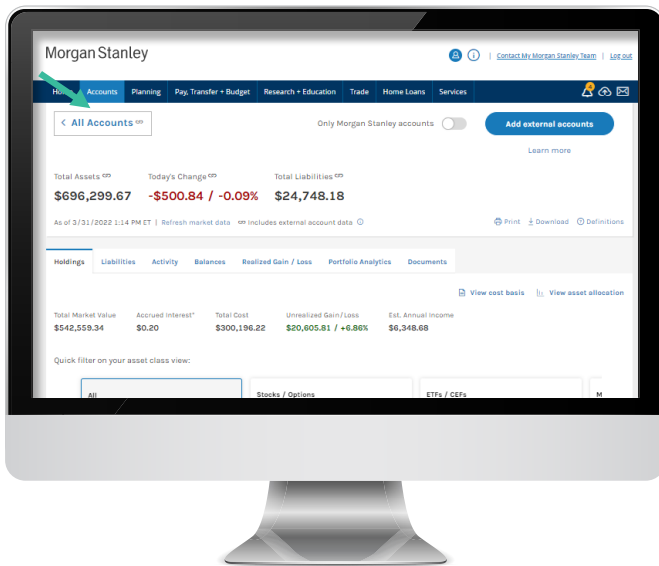 Morgan Stanley
Contact My Morgan Stanley Team | Log out
Accounts Planning Pay, Transfer + Budget Research + Education Trade Home Loans Services 4
< All Accounts Only Morgan Stanley accounts Add external accounts
Learn more
Total Assets Today's Change Total Liabilities
$696,299.67 -$500.84 / -0.09% $24,748.18
As of 3/31/2022 1:14 PM ET | Refresh market data Includes external account data Print Download Definitions
Holdings Liabilities Activity Balances Realized Gain / Loss Portfolio Analytics Documents
View cost basis View asset allocation
Total Market Value Accrued Interest* Total Cost Unrealized Gain/Loss Est. Annual Income
$542,559.34 $0.20 $300,196.22 $20,605.81 / +6.86% $6,348.68
Quick filter on your asset class view:
All Stocks / Options ETFs / CEFs M